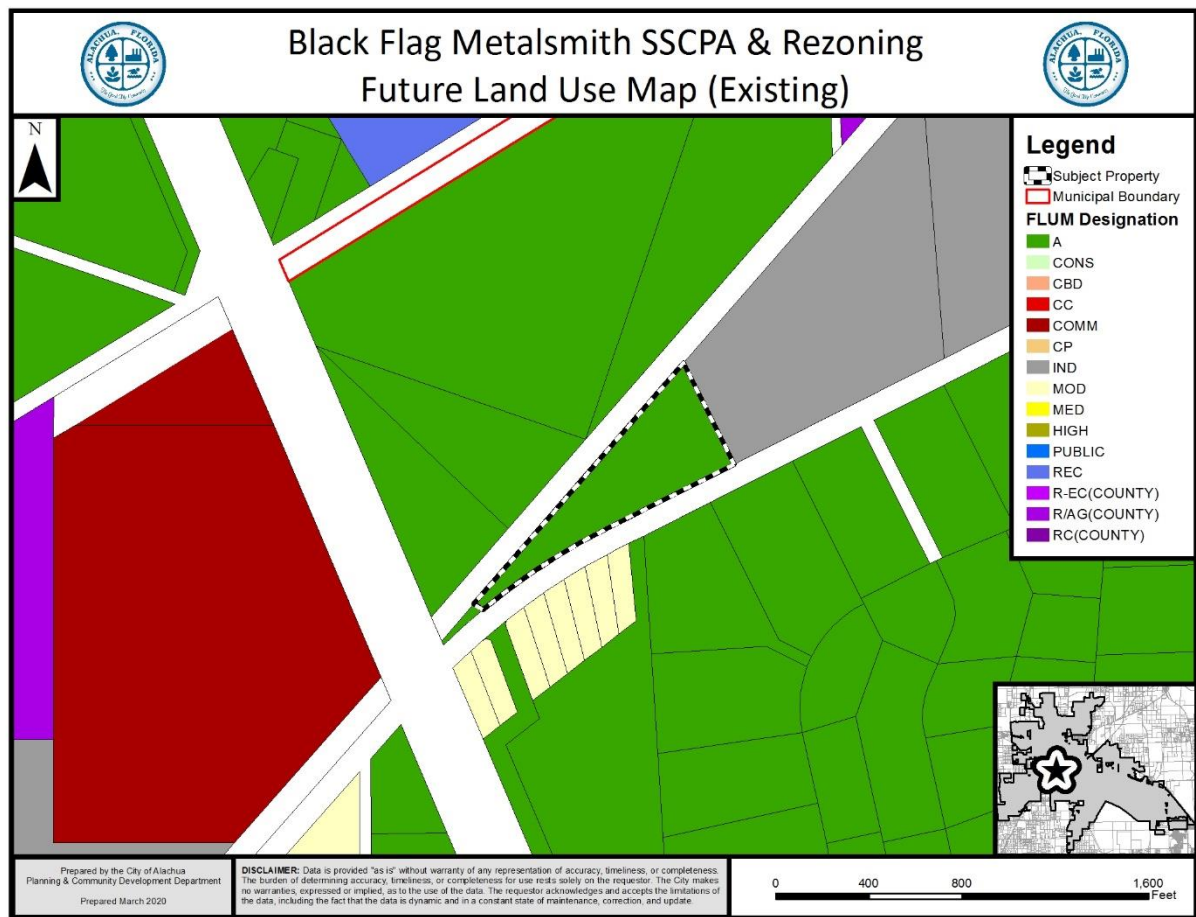 Black Flag Metalsmith SSCPA & Rezoning
Future Land Use Map (Existing)
ALACHUA, FLORIDA
ALACHUA, FLORIDA
N
Legend
Subject Property
Municipal Boundary
FLUM Designation
A
CONS
CBD
CC
COMM
CP
IND
MOD
MED
HIGH
PUBLIC
REC
R-EC(COUNTY)
R/AG(COUNTY)
RC(COUNTY)
Prepared by the City of Alachua
Planning & Community Development Department
Prepared March 2020
DISCLAIMER: Data is provided "as is" without warranty of any representation of accuracy, timeliness, or completeness.
The burden of determining accuracy, timeliness, or completeness for use rests solely on the requestor. The City makes
no warranties, expressed or implied, as to the use of the data. The requestor acknowledges and accepts the limitations of
the data, including the fact that the data is dynamic and in a constant state of maintenance, correction, and update.
0 400 800 1,600
Feet